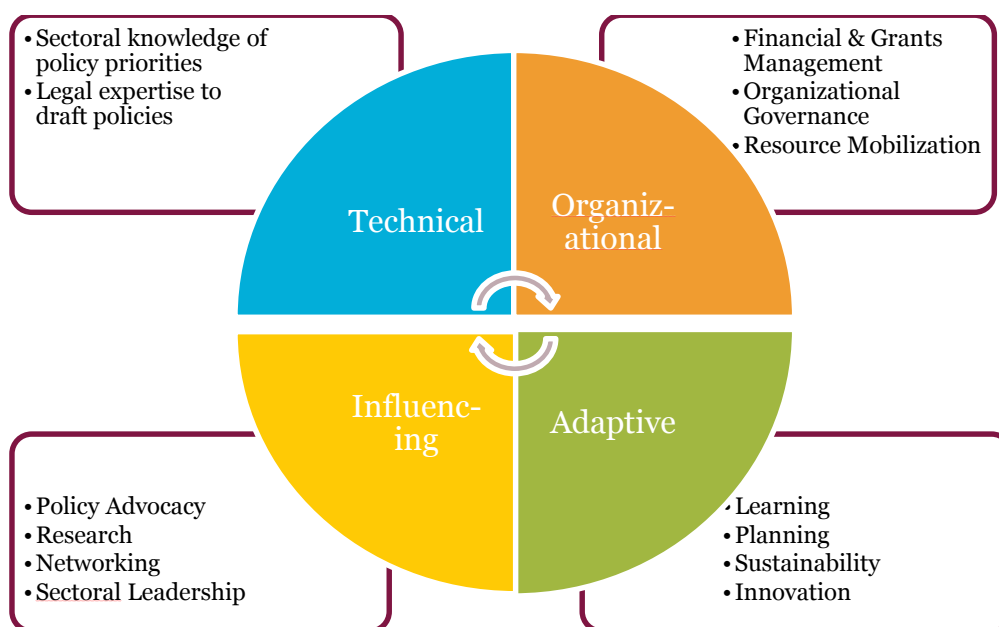 • Sectoral knowledge of
policy priorities
• Legal expertise to
draft policies
• Financial & Grants
Management
• Organizational
Governance
• Resource Mobilization
Technical
Organiz-
ational
Influenc-
ing
Adaptive
• Policy Advocacy
• Research
• Networking
• Sectoral Leadership
• Learning
• Planning
• Sustainability
• Innovation